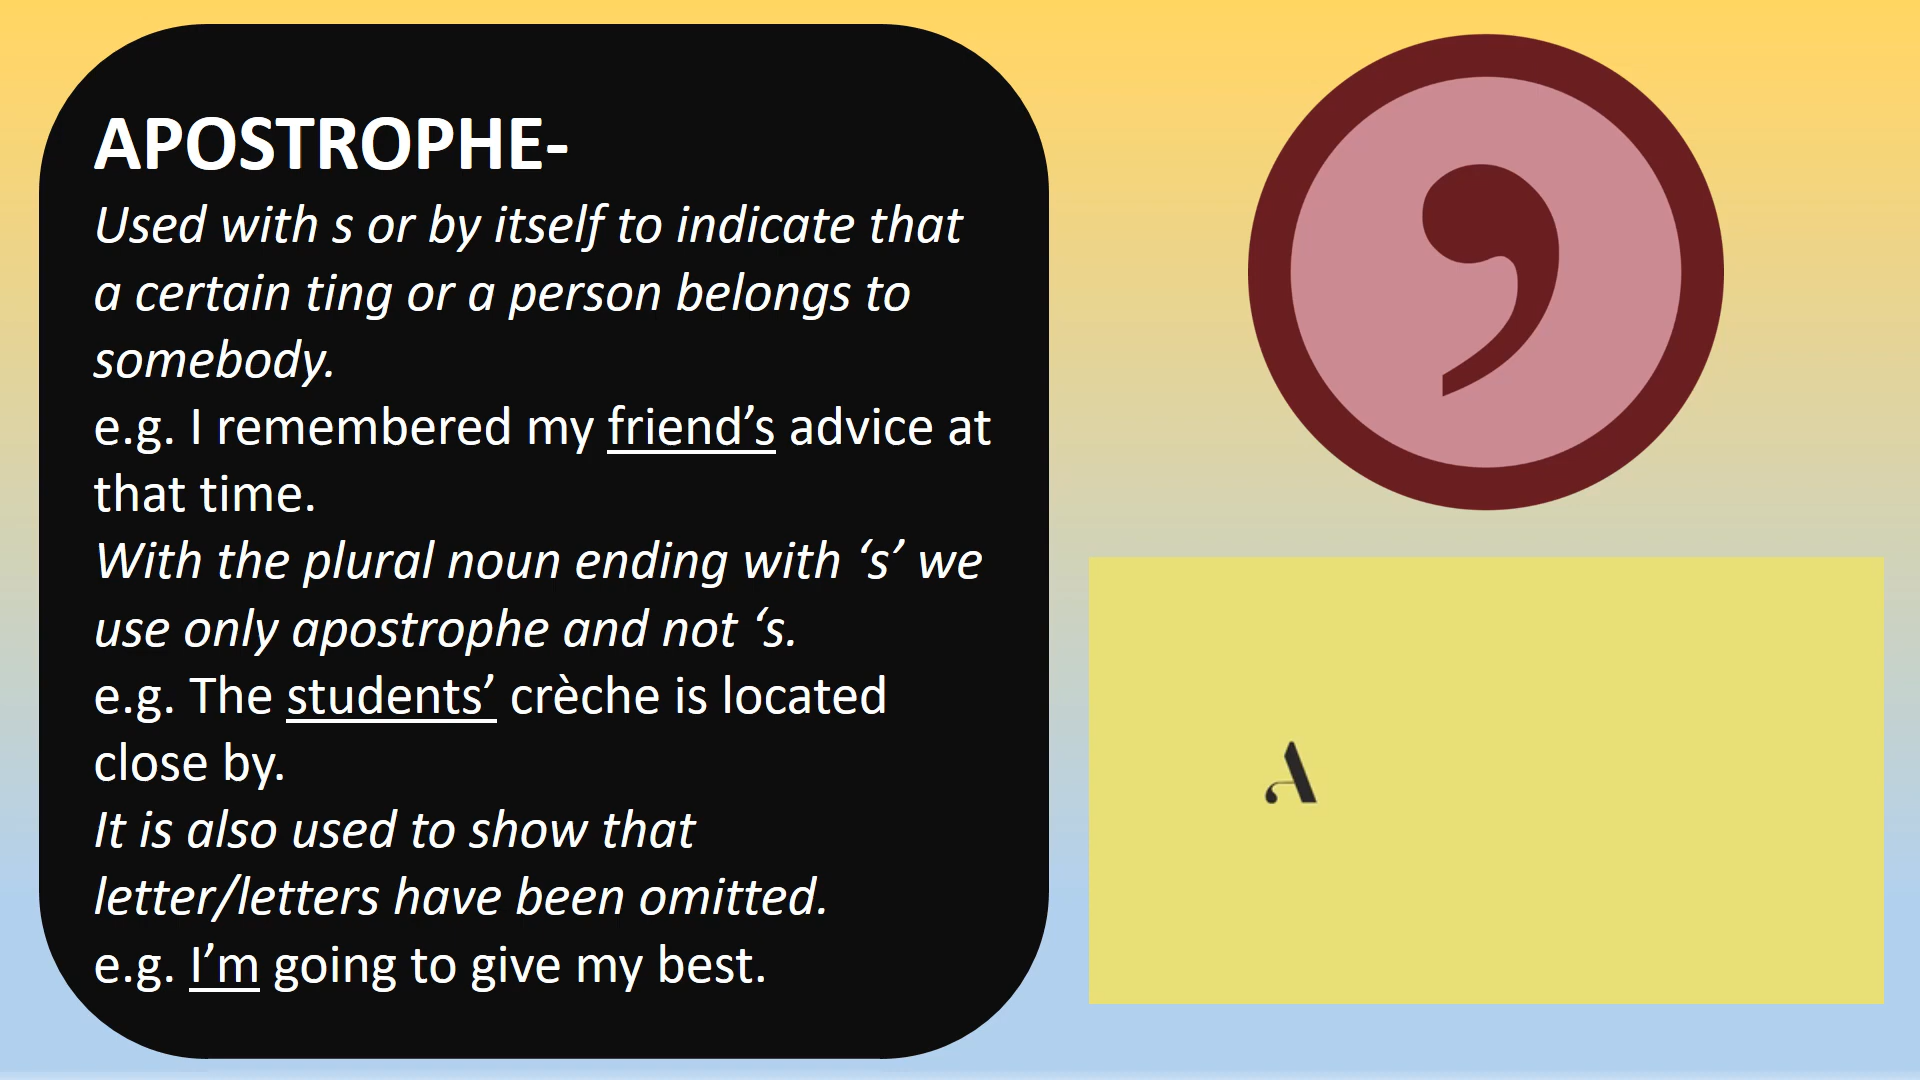 APOSTROPHE-
Used with s or by itself to indicate that
a certain ting or a person belongs to
somebody.
e.g. I remembered my friend’s advice at
that time.
With the plural noun ending with ‘s’ we
use only apostrophe and not ‘s.
e.g. The students’ crèche is located
close by.
It is also used to show that
letter/letters have been omitted.
e.g. I’m going to give my best.
,
A